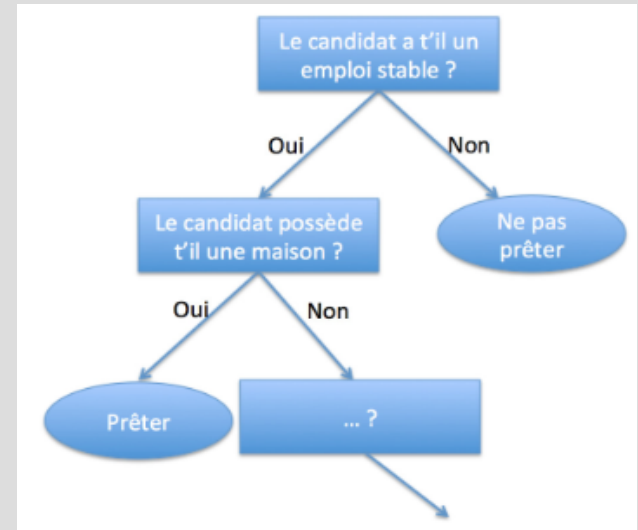 Le candidat a t'il un
emploi stable ?
Oui
Non
Le candidat possède
t'il une maison ?
Ne pas
prêter
Oui
Non
Prêter
... ?